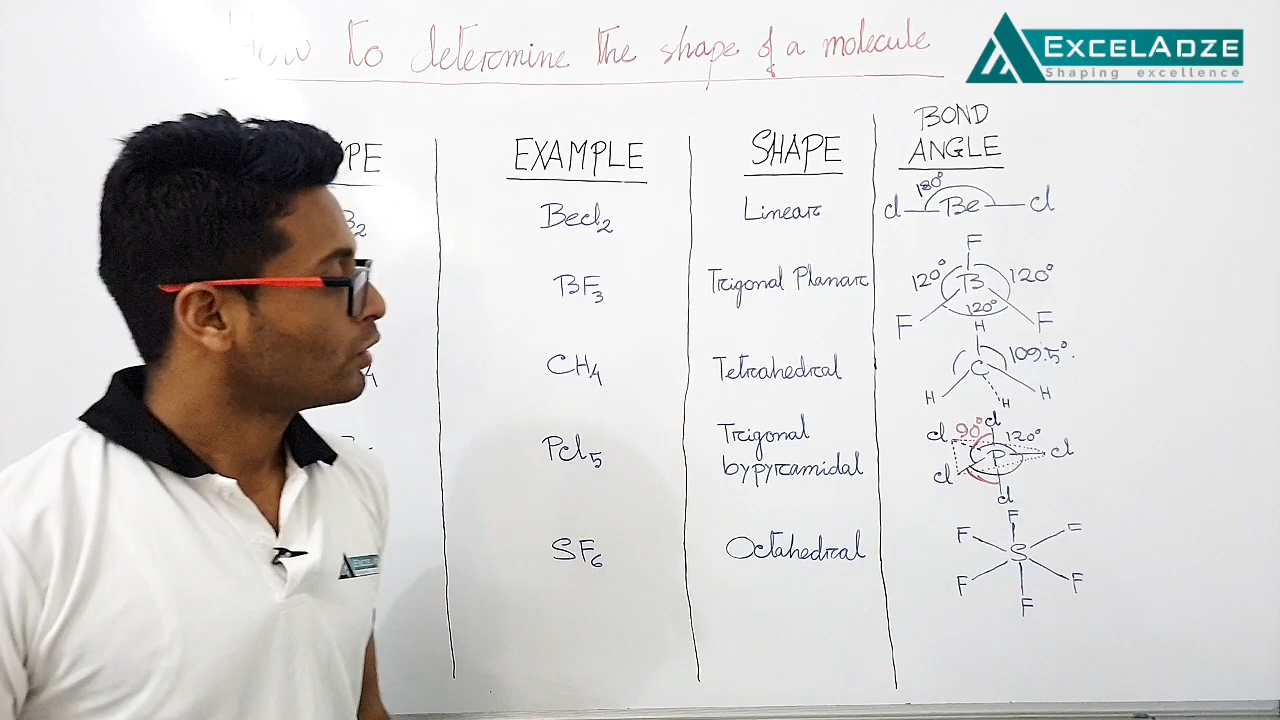 How to determine the shape of a molecule
EXCELADZE
Shaping excellence
EXAMPLE
SHAPE
BOND
ANGLE
BeCl2
Linear
180°
Cl Be Cl
BF3
Trigonal Planar
F
120° B 120°
120°
F F
CH4
Tetrahedral
H
C 109.5°
H H H
PCl5
Trigonal
bypyramidal
Cl
Cl 90° 120°
P Cl
Cl
Cl
SF6
Octahedral
F
F F
S
F F
F
EXCEL